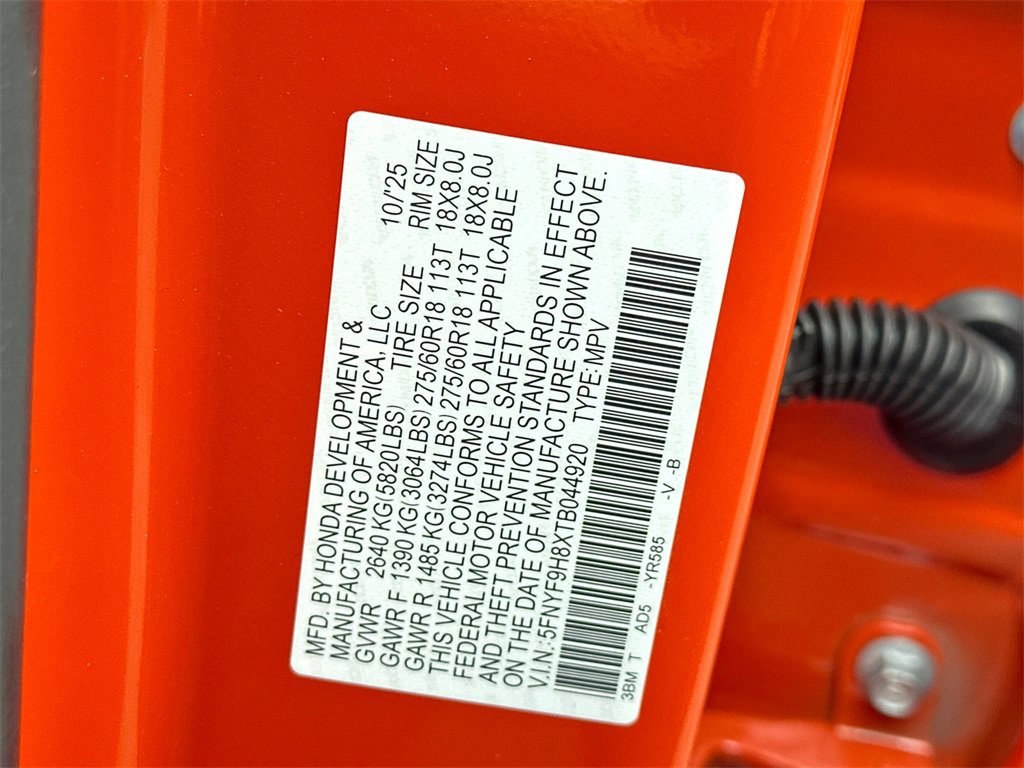 MFD. BY HONDA DEVELOPMENT &
MANUFACTURING OF AMERICA, LLC 10/'25
GVWR 2640 KG(5820LBS) TIRE SIZE RIM SIZE
GAWR F 1390 KG(3064LBS) 275/60R18 113T 18X8.0J
GAWR R 1485 KG(3274LBS) 275/60R18 113T 18X8.0J
THIS VEHICLE CONFORMS TO ALL APPLICABLE
FEDERAL MOTOR VEHICLE SAFETY
AND THEFT PREVENTION STANDARDS IN EFFECT
ON THE DATE OF MANUFACTURE SHOWN ABOVE.
V.I.N.:5FNYF9H8XTB044920 TYPE:MPV
3BM T AD5 -YR585 -V -B